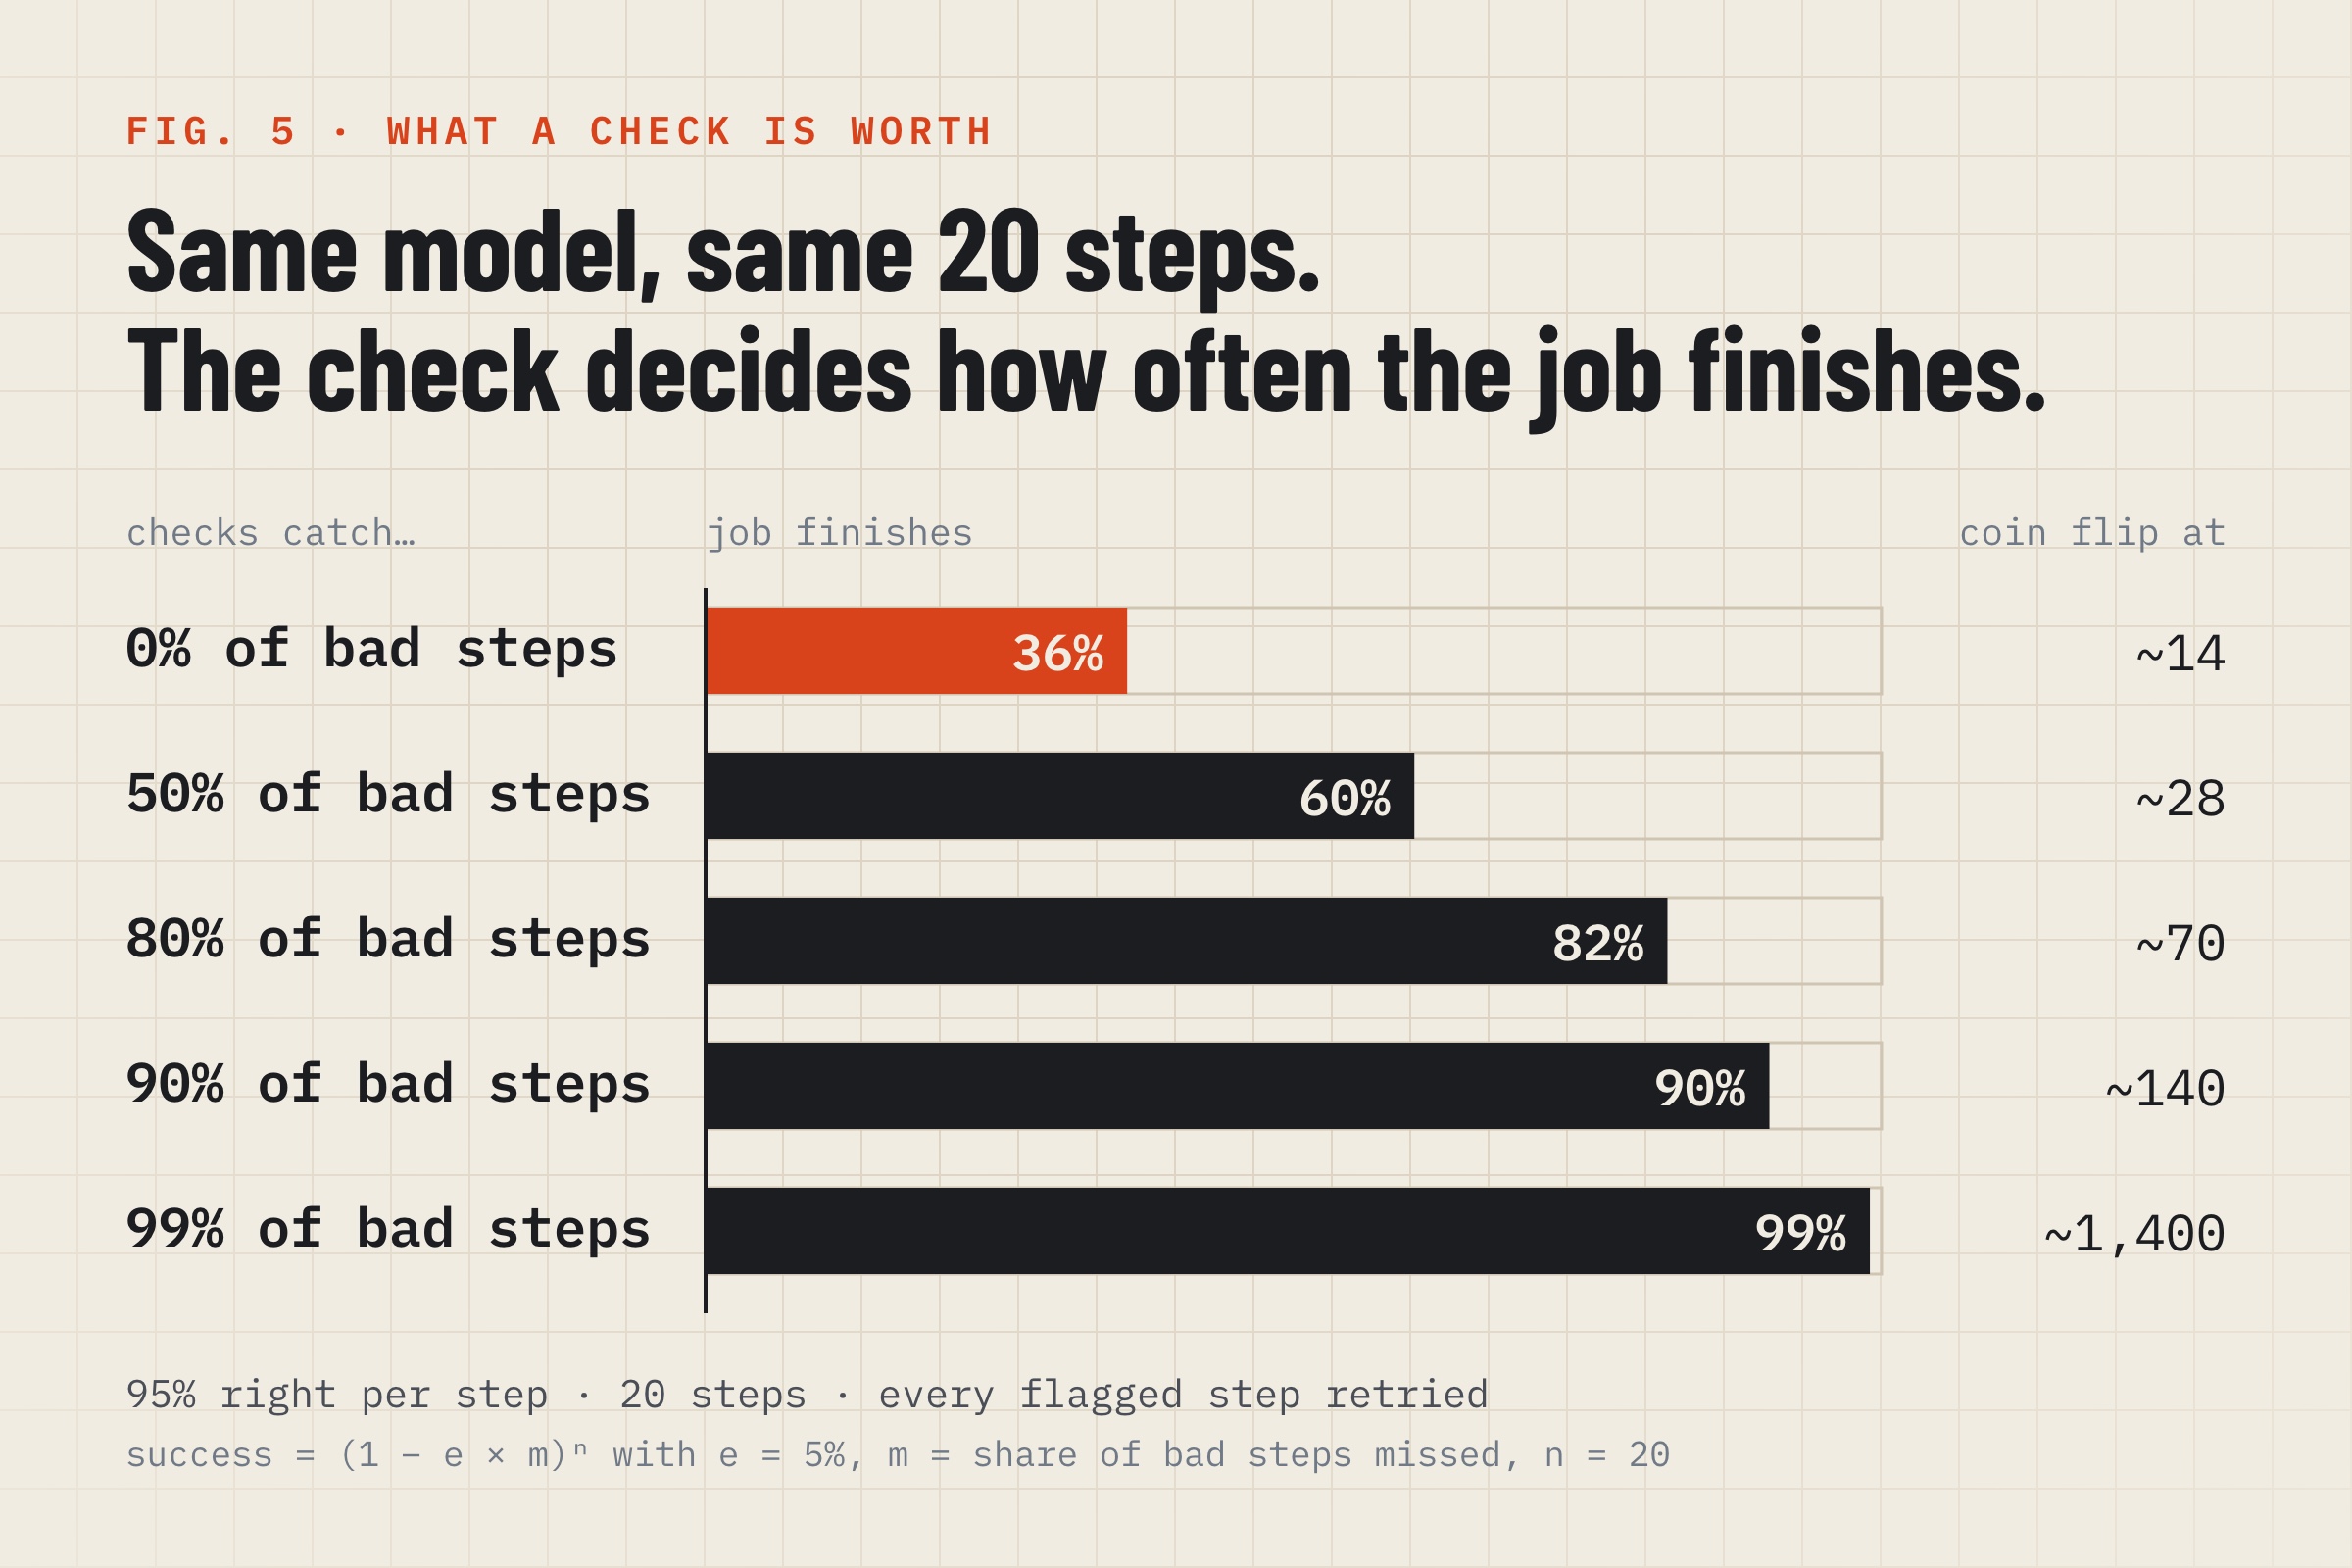 FIG. 5 · WHAT A CHECK IS WORTH
Same model, same 20 steps.
The check decides how often the job finishes.
checks catch… job finishes coin flip at
0% of bad steps 36% ~14
50% of bad steps 60% ~28
80% of bad steps 82% ~70
90% of bad steps 90% ~140
99% of bad steps 99% ~1,400
95% right per step · 20 steps · every flagged step retried
success = (1 − e × m)ⁿ with e = 5%, m = share of bad steps missed, n = 20